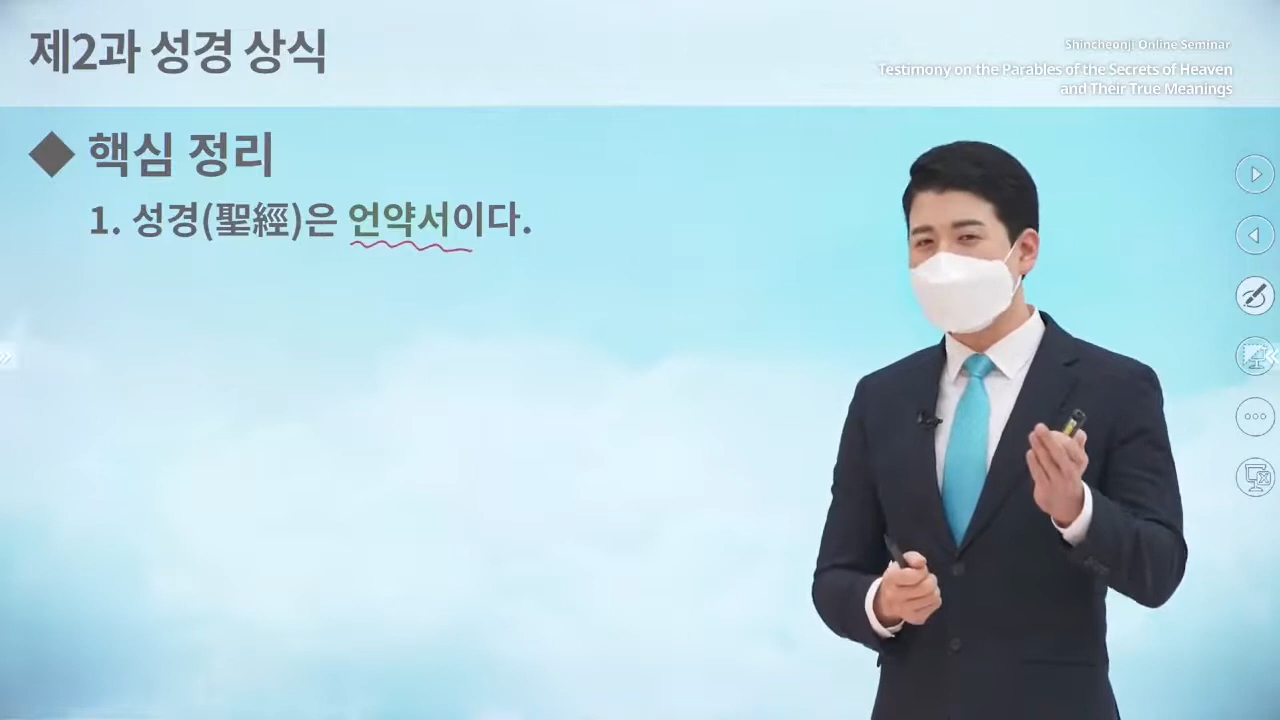 제2과 성경 상식
Shincheonji Online Seminar
Testimony on the Parables of the Secrets of Heaven
and Their True Meanings
◆ 핵심 정리
1. 성경(聖經)은 언약서이다.